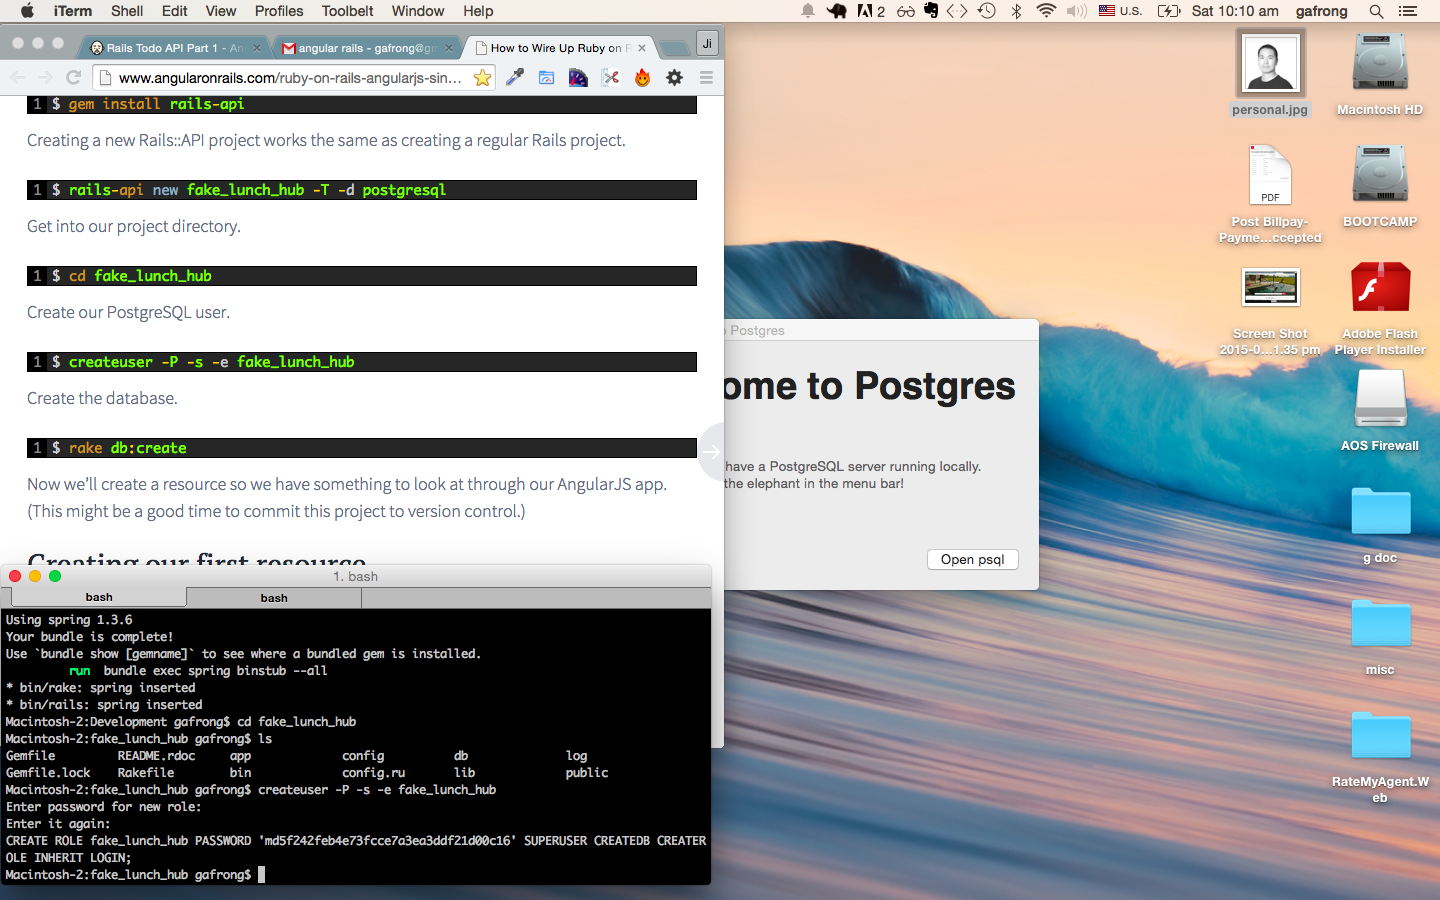 iTerm Shell Edit View Profiles Toolbelt Window Help 2 U.S. Sat 10:10 am gafrong
Rails Todo API Part 1 - An
angular rails - gafrong@gm
How to Wire Up Ruby on R
Ji
www.angularonrails.com/ruby-on-rails-angularjs-sin...
1 $ gem install rails-api
Creating a new Rails::API project works the same as creating a regular Rails project.
1 $ rails-api new fake_lunch_hub -T -d postgresql
Get into our project directory.
1 $ cd fake_lunch_hub
Create our PostgreSQL user.
1 $ createuser -P -s -e fake_lunch_hub
Create the database.
1 $ rake db:create
Now we'll create a resource so we have something to look at through our AngularJS app.
(This might be a good time to commit this project to version control.)
Creating our first resource
1. bash
bash
bash
Using spring 1.3.6
Your bundle is complete!
Use `bundle show [gemname]` to see where a bundled gem is installed.
run bundle exec spring binstub --all
* bin/rake: spring inserted
* bin/rails: spring inserted
Macintosh-2:Development gafrong$ cd fake_lunch_hub
Macintosh-2:fake_lunch_hub gafrong$ ls
Gemfile README.rdoc app config db log
Gemfile.lock Rakefile bin config.ru lib public
Macintosh-2:fake_lunch_hub gafrong$ createuser -P -s -e fake_lunch_hub
Enter password for new role:
Enter it again:
CREATE ROLE fake_lunch_hub PASSWORD 'md5f242feb4e73fcce7a3ea3ddf21d00c16' SUPERUSER CREATEDB CREATER
OLE INHERIT LOGIN;
Macintosh-2:fake_lunch_hub gafrong$
Postgres
ome to Postgres
have a PostgreSQL server running locally.
the elephant in the menu bar!
Open psql
personal.jpg
Macintosh HD
PDF
Post Billpay-
Payme...ccepted
BOOTCAMP
Screen Shot
2015-0...1.35 pm
Adobe Flash
Player Installer
AOS Firewall
g doc
misc
RateMyAgent.W
eb